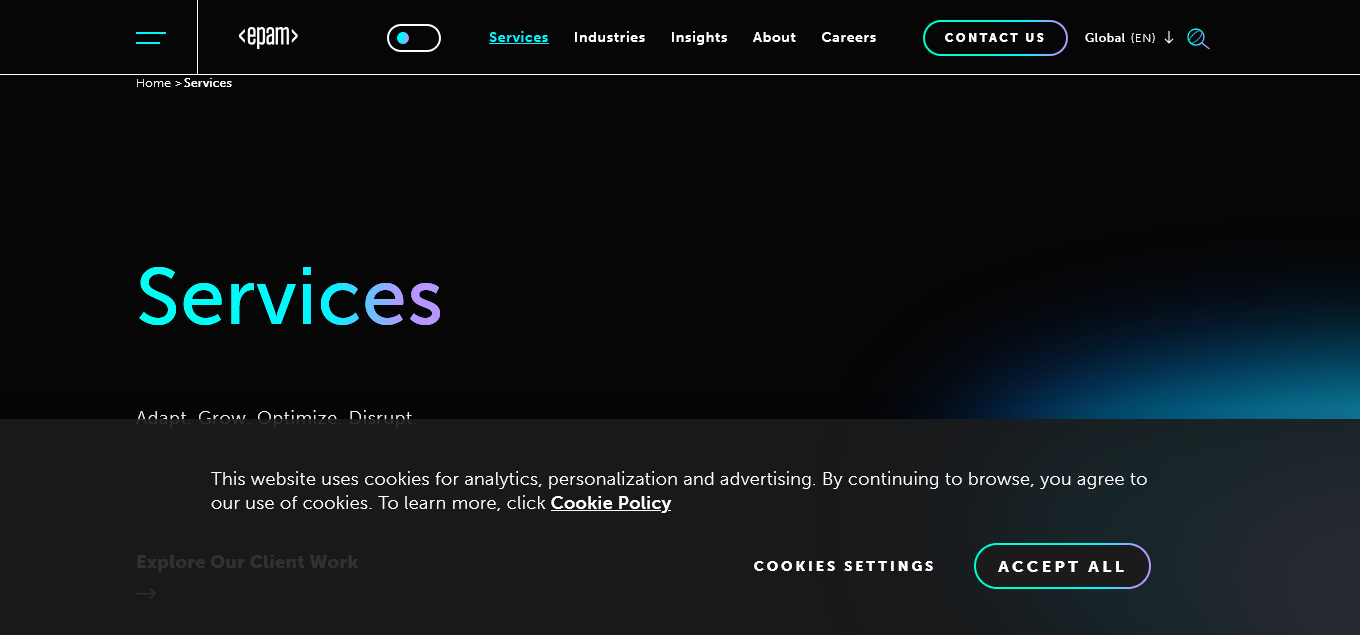 <epam>
Services Industries Insights About Careers
CONTACT US
Global (EN)
Home > Services
Services
Adapt. Grow. Optimize. Disrupt.
This website uses cookies for analytics, personalization and advertising. By continuing to browse, you agree to
our use of cookies. To learn more, click Cookie Policy
Explore Our Client Work
COOKIES SETTINGS
ACCEPT ALL